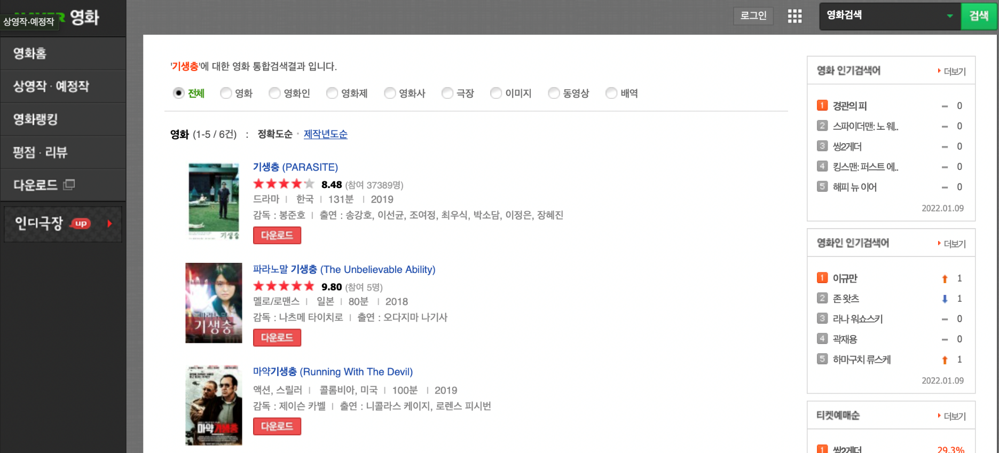 영화
상영작·예정작
로그인
영화검색
검색
영화홈
상영작 · 예정작
영화랭킹
평점 · 리뷰
다운로드
인디극장 up
'기생충'에 대한 영화 통합검색결과 입니다.
전체 영화 영화인 영화제 영화사 극장 이미지 동영상 배역
영화 (1-5 / 6건) : 정확도순 · 제작년도순
기생충 (PARASITE)
8.48 (참여 37389명)
드라마 | 한국 | 131분 | 2019
감독 : 봉준호 | 출연 : 송강호, 이선균, 조여정, 최우식, 박소담, 이정은, 장혜진
다운로드
기생충
파라노말 기생충 (The Unbelievable Ability)
9.80 (참여 5명)
멜로/로맨스 | 일본 | 80분 | 2018
감독 : 나츠메 타이치로 | 출연 : 오다지마 나기사
다운로드
기생충
마약기생충 (Running With The Devil)
액션, 스릴러 | 콜롬비아, 미국 | 100분 | 2019
감독 : 제이슨 카벨 | 출연 : 니콜라스 케이지, 로렌스 피시번
다운로드
마약 기생충
영화 인기검색어 더보기
1 경관의 피 – 0
2 스파이더맨: 노 웨.. – 0
3 씽2게더 – 0
4 킹스맨: 퍼스트 에.. – 0
5 해피 뉴 이어 – 0
2022.01.09
영화인 인기검색어 더보기
1 이규만 ↑ 1
2 존 왓츠 ↓ 1
3 라나 워쇼스키 – 0
4 곽재용 – 0
5 하마구치 류스케 ↑ 1
2022.01.09
티켓예매순 더보기
1 씽2게더 29.3%